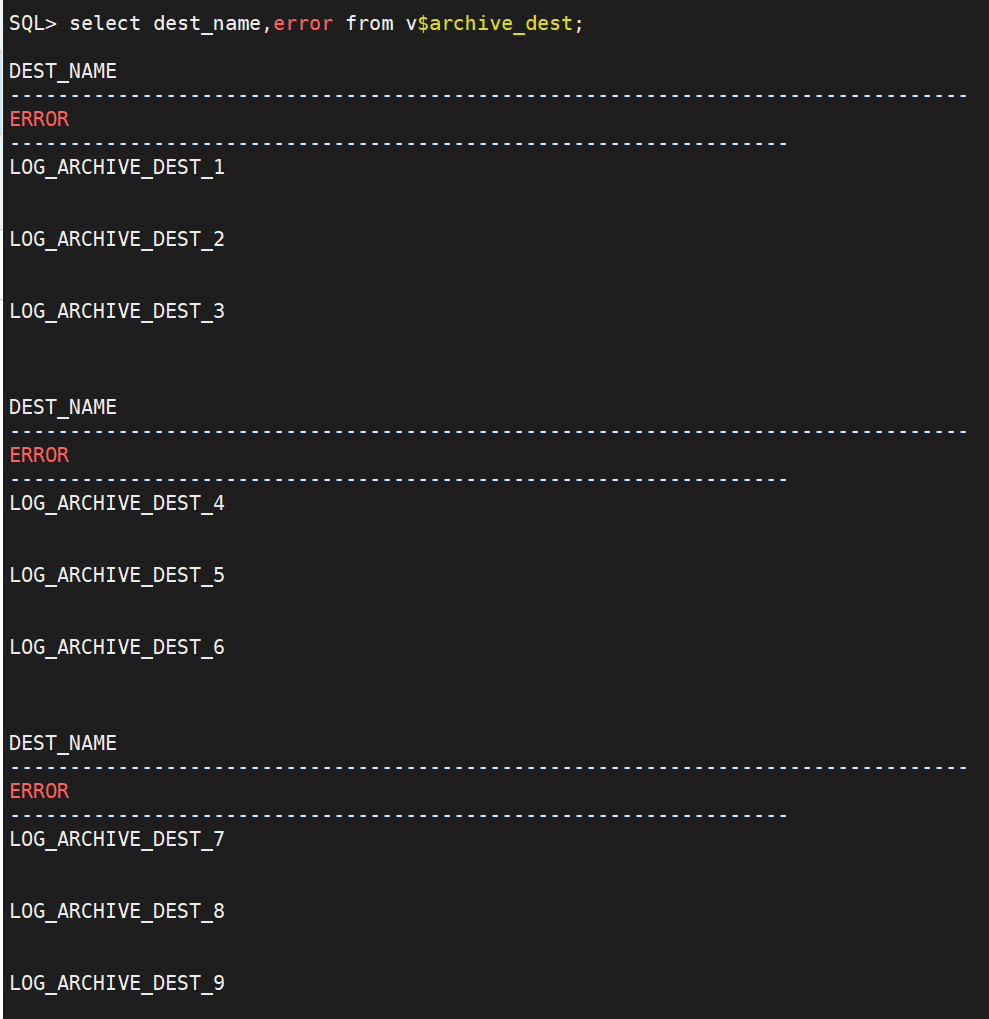 SQL> select dest_name,error from v$archive_dest;
DEST_NAME
--------------------------------------------------------------------------------
ERROR
-----------------------------------------------------------------
LOG_ARCHIVE_DEST_1
LOG_ARCHIVE_DEST_2
LOG_ARCHIVE_DEST_3
DEST_NAME
--------------------------------------------------------------------------------
ERROR
-----------------------------------------------------------------
LOG_ARCHIVE_DEST_4
LOG_ARCHIVE_DEST_5
LOG_ARCHIVE_DEST_6
DEST_NAME
--------------------------------------------------------------------------------
ERROR
-----------------------------------------------------------------
LOG_ARCHIVE_DEST_7
LOG_ARCHIVE_DEST_8
LOG_ARCHIVE_DEST_9